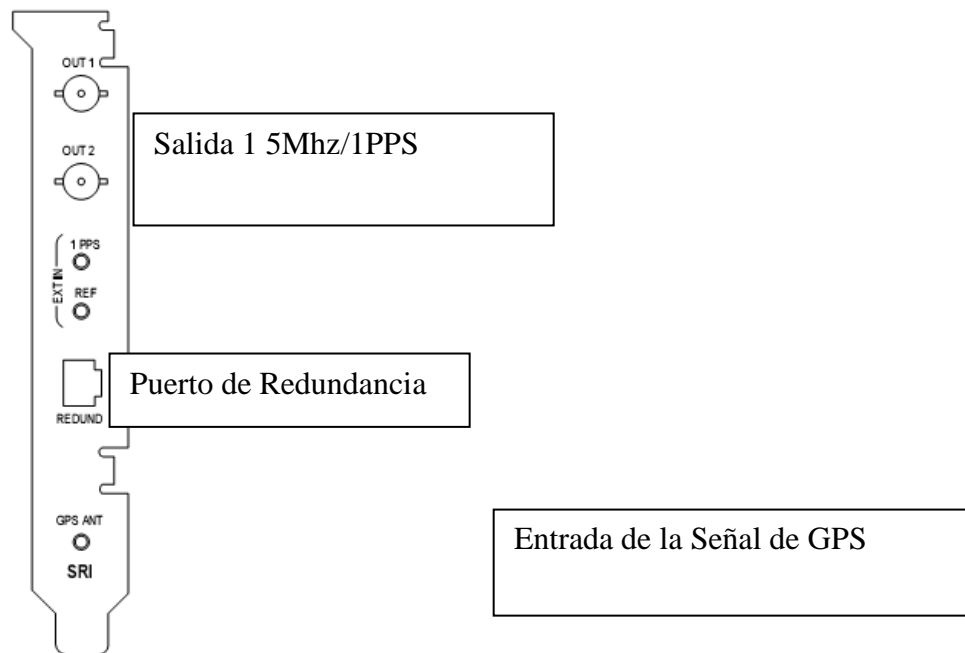 OUT 1
Salida 1 5Mhz/1PPS
OUT 2
1 PPS
EXT IN
REF
Puerto de Redundancia
REDUND
GPS ANT
Entrada de la Señal de GPS
SRI